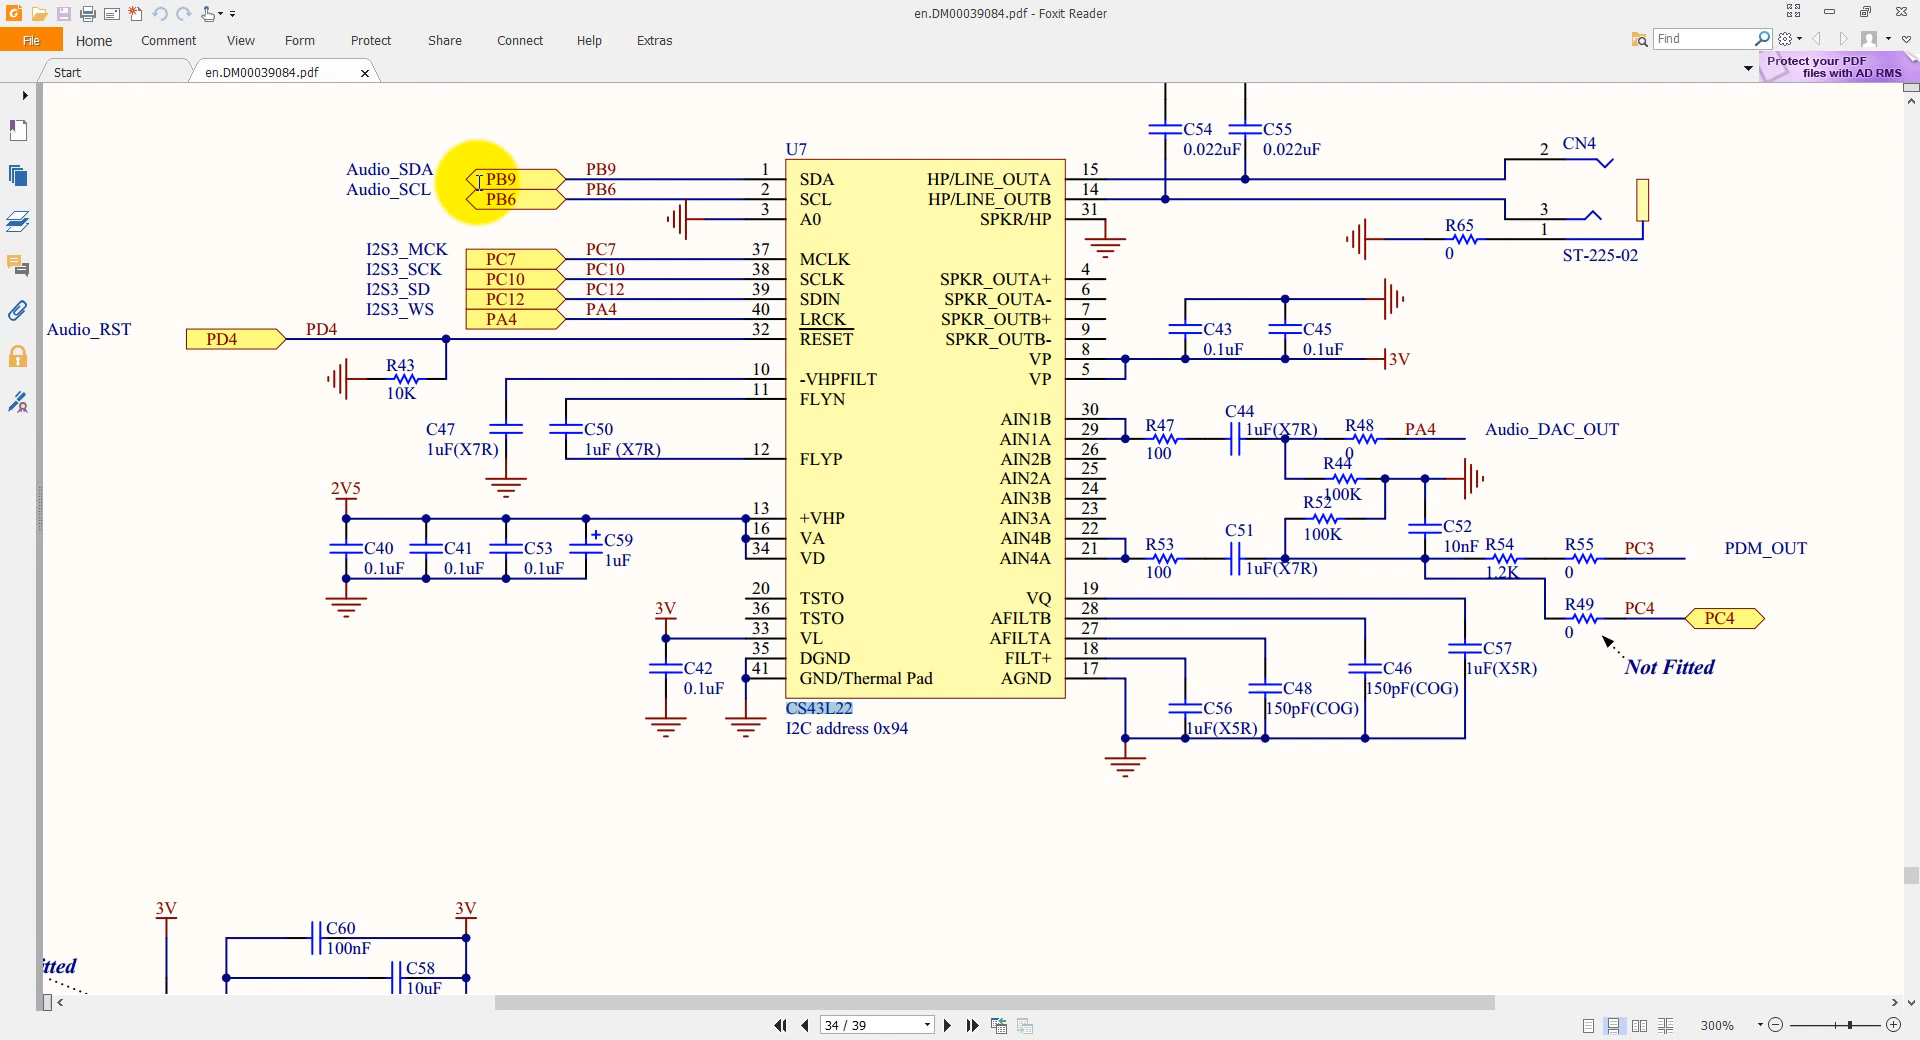 en.DM00039084.pdf - Foxit Reader
File Home Comment View Form Protect Share Connect Help Extras
Find
Start
en.DM00039084.pdf
Protect your PDF
files with AD RMS
C54
0.022uF
C55
0.022uF
CN4
2
3
1
ST-225-02
R65
0
U7
Audio_SDA PB9 PB9 1 SDA
Audio_SCL PB6 PB6 2 SCL
3 A0
I2S3_MCK PC7 PC7 37 MCLK
I2S3_SCK PC10 PC10 38 SCLK
I2S3_SD PC12 PC12 39 SDIN
I2S3_WS PA4 PA4 40 LRCK
Audio_RST PD4 PD4 32 RESET
R43
10K
10 -VHPFILT
11 FLYN
C47
1uF(X7R)
C50
1uF (X7R)
12 FLYP
2V5
13 +VHP
16 VA
34 VD
C40
0.1uF
C41
0.1uF
C53
0.1uF
C59
1uF
20 TSTO
36 TSTO
3V
33 VL
35 DGND
41 GND/Thermal Pad
C42
0.1uF
CS43L22
I2C address 0x94
HP/LINE_OUTA 15
HP/LINE_OUTB 14
SPKR/HP 31
SPKR_OUTA+ 4
SPKR_OUTA- 6
SPKR_OUTB+ 7
SPKR_OUTB- 9
VP 8
VP 5
C43
0.1uF
C45
0.1uF
3V
AIN1B 30
AIN1A 29
AIN2B 26
AIN2A 25
AIN3B 24
AIN3A 23
AIN4B 22
AIN4A 21
R47
100
C44
1uF(X7R)
R48
0
PA4
Audio_DAC_OUT
R44
100K
R52
100K
C52
10nF
R53
100
C51
1uF(X7R)
R54
1.2K
R55
0
PC3
PDM_OUT
R49
0
PC4
PC4
Not Fitted
VQ 19
AFILTB 28
AFILTA 27
FILT+ 18
AGND 17
C57
1uF(X5R)
C46
150pF(COG)
C48
150pF(COG)
C56
1uF(X5R)
3V
3V
C60
100nF
C58
10uF
itted
34 / 39
300%